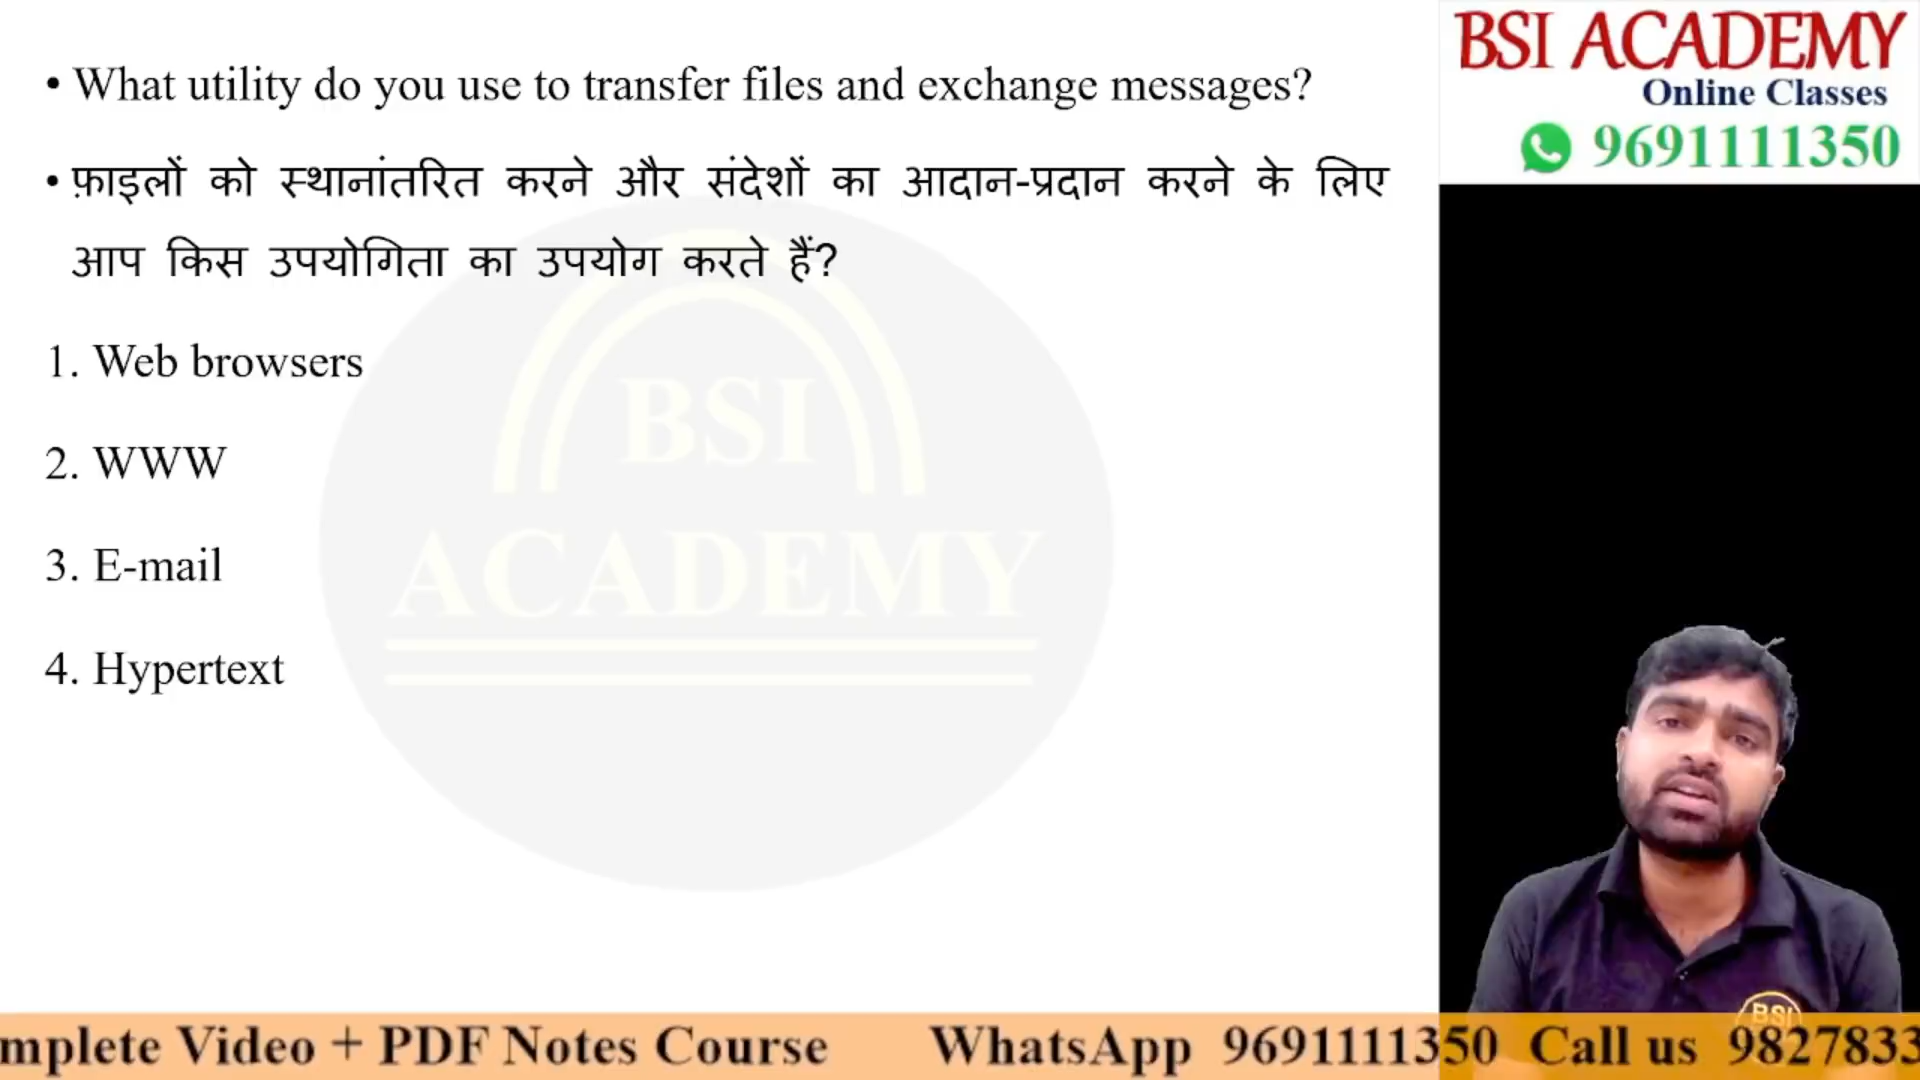 • What utility do you use to transfer files and exchange messages?
• फ़ाइलों को स्थानांतरित करने और संदेशों का आदान-प्रदान करने के लिए
आप किस उपयोगिता का उपयोग करते हैं?
1. Web browsers
2. WWW
3. E-mail
4. Hypertext
BSI
ACADEMY
BSI ACADEMY
Online Classes
9691111350
BSI
mplete Video + PDF Notes Course WhatsApp 9691111350 Call us 9827833